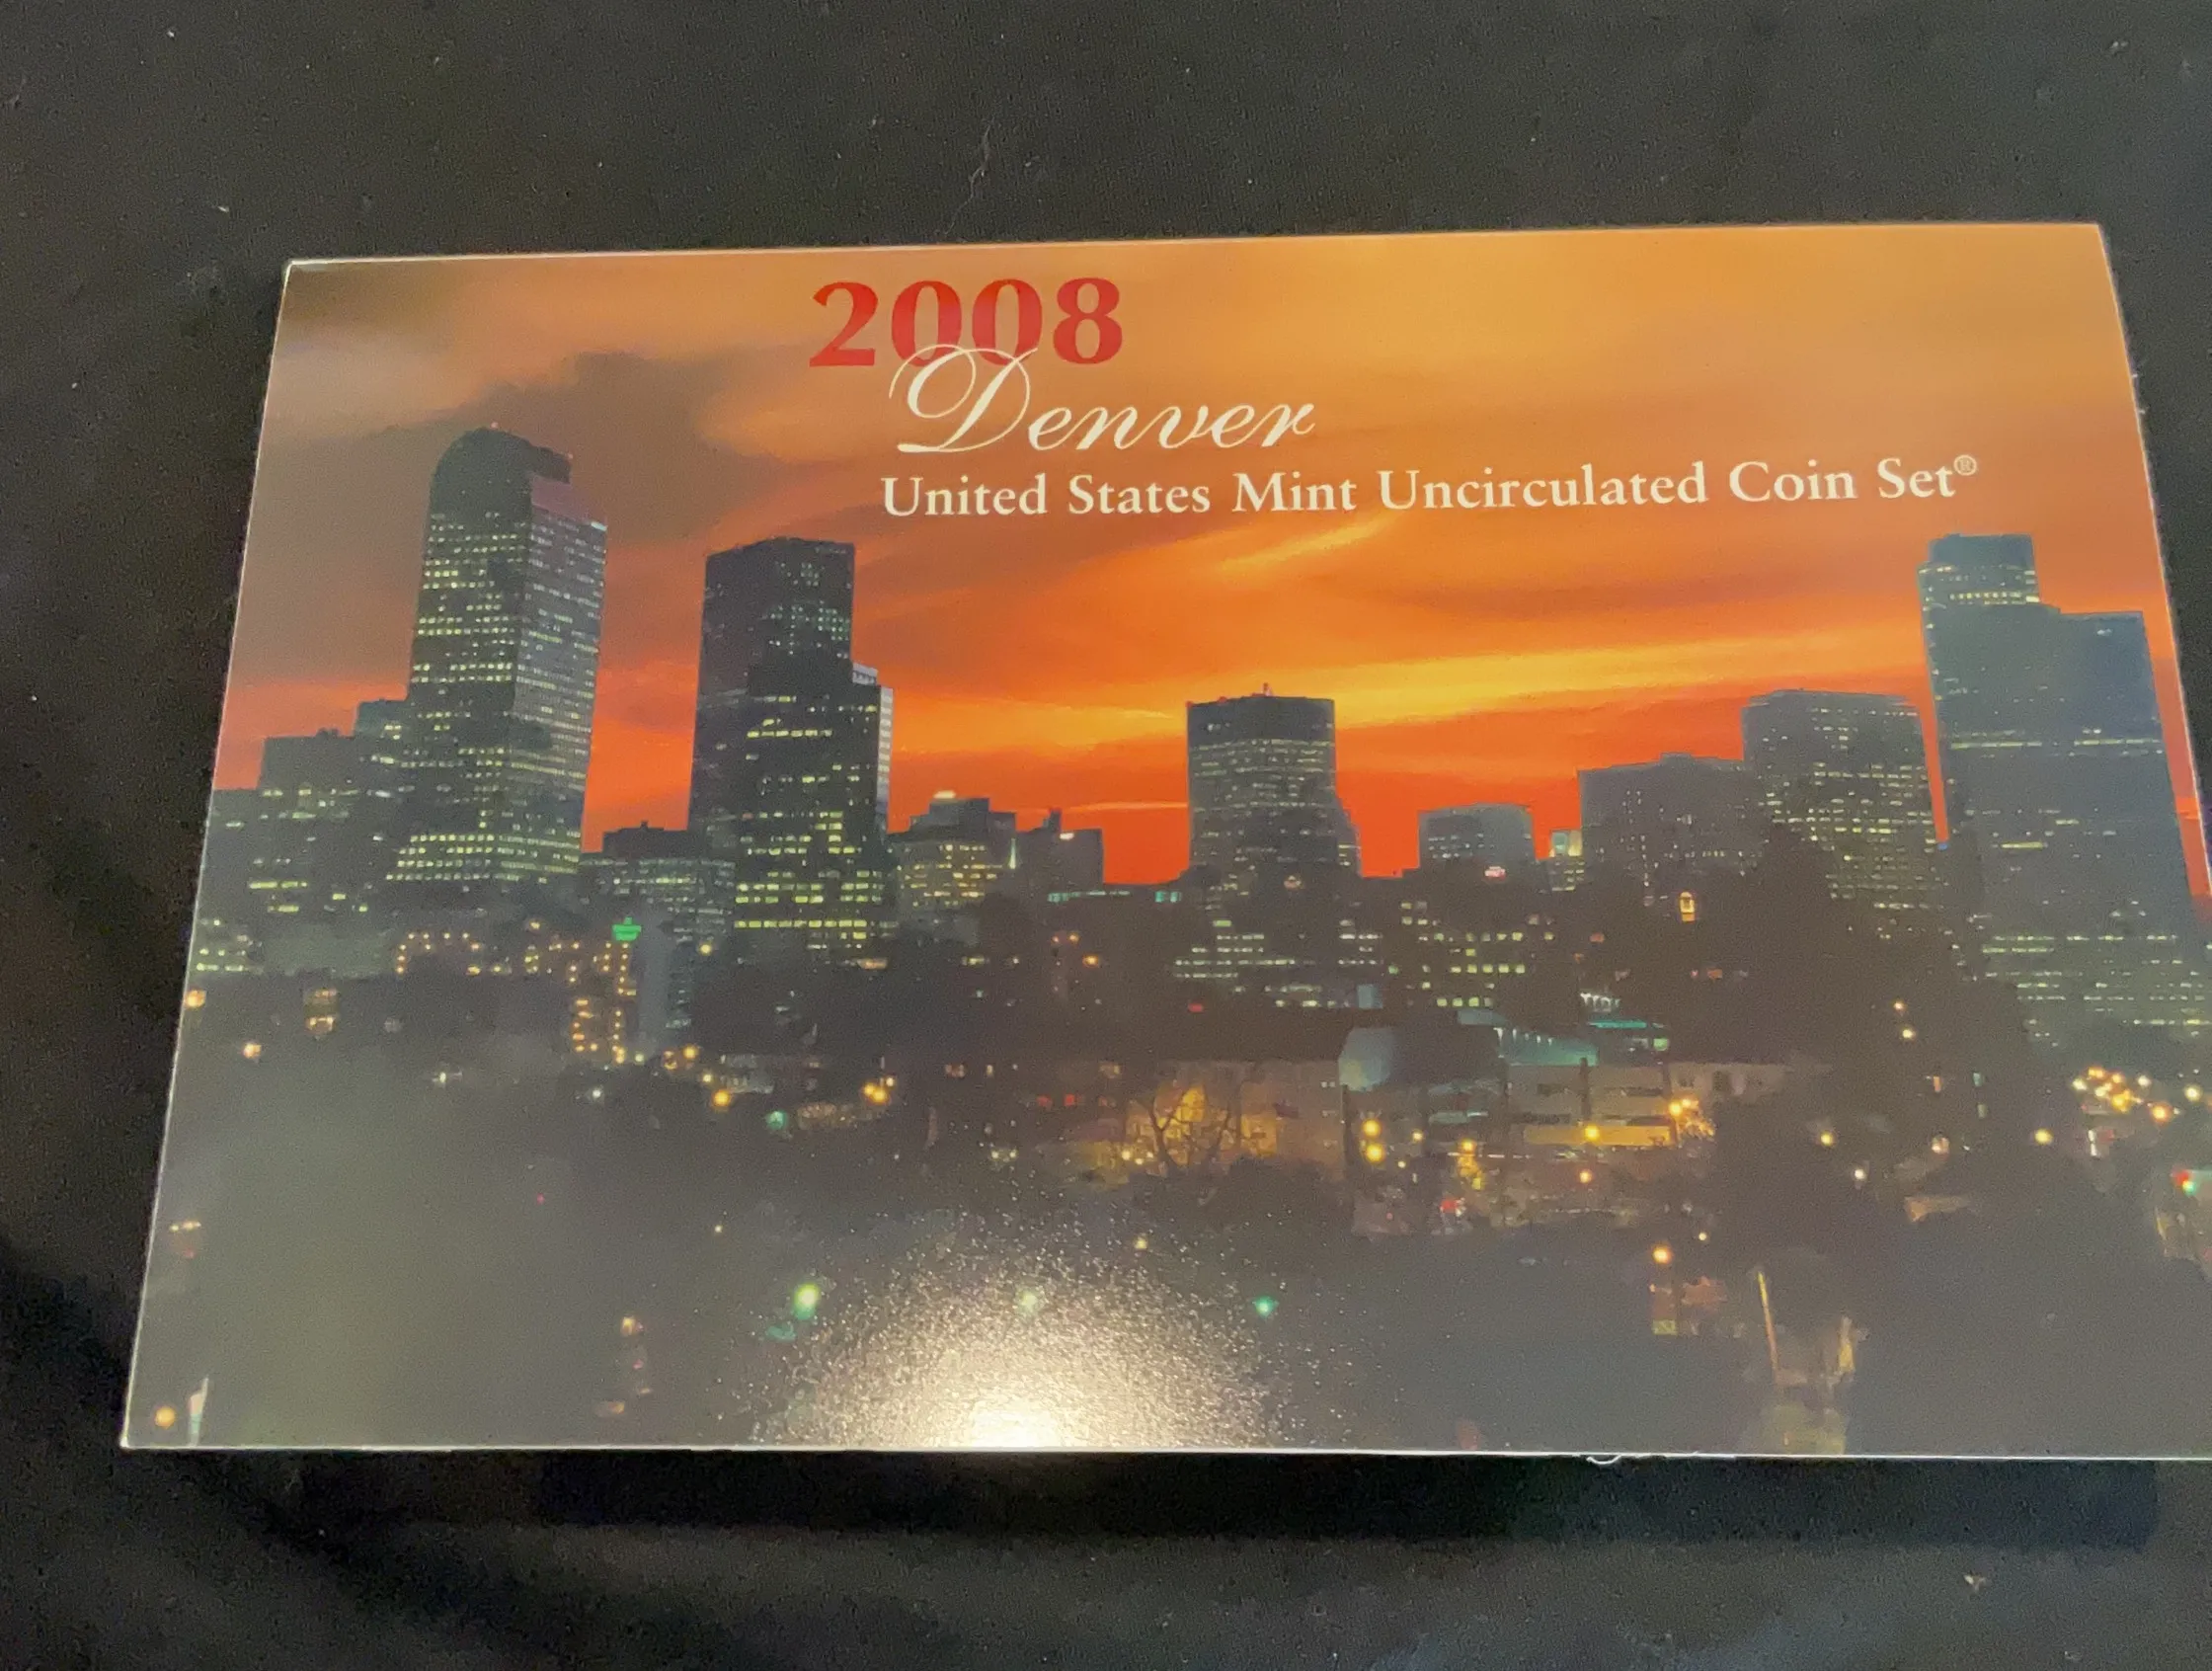 2008
Denver
United States Mint Uncirculated Coin Set®